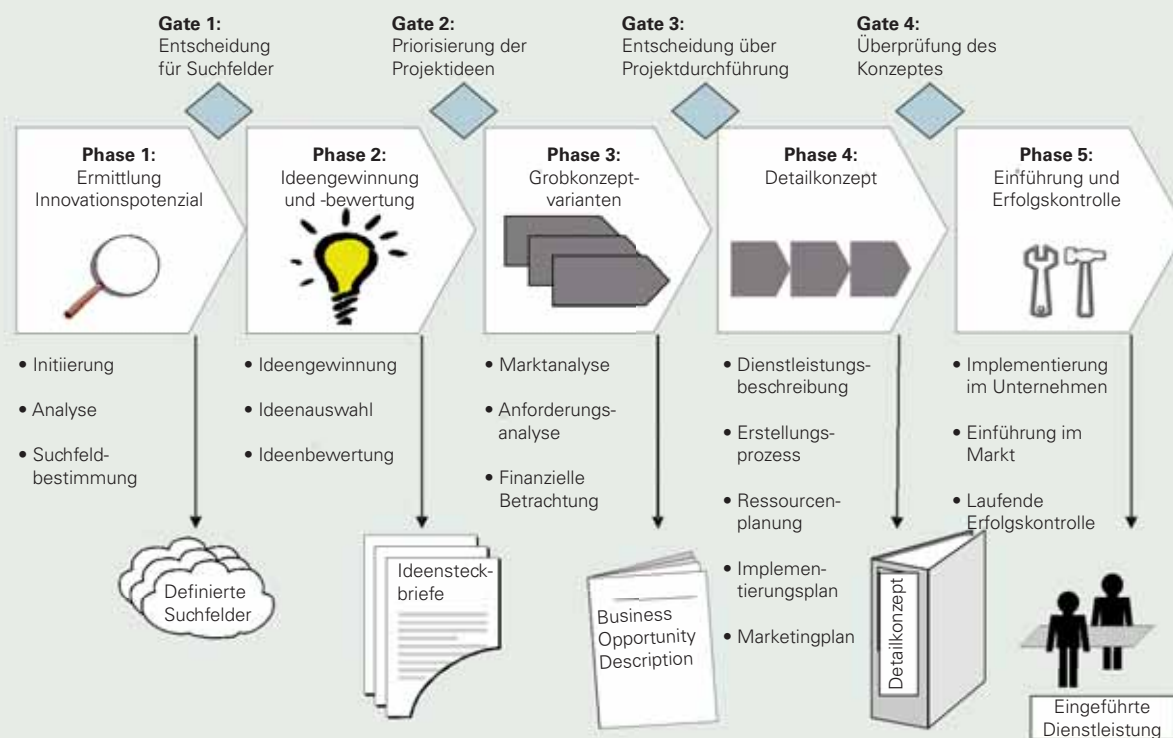 Gate 1:
Entscheidung
für Suchfelder
Gate 2:
Priorisierung der
Projektideen
Gate 3:
Entscheidung über
Projektdurchführung
Gate 4:
Überprüfung des
Konzeptes
Phase 1:
Ermittlung
Innovationspotenzial
Phase 2:
Ideengewinnung
und -bewertung
Phase 3:
Grobkonzept-
varianten
Phase 4:
Detailkonzept
Phase 5:
Einführung und
Erfolgskontrolle
• Initiierung
• Analyse
• Suchfeld-
bestimmung
• Ideengewinnung
• Ideenauswahl
• Ideenbewertung
• Marktanalyse
• Anforderungs-
analyse
• Finanzielle
Betrachtung
• Dienstleistungs-
beschreibung
• Erstellungs-
prozess
• Ressourcen-
planung
• Implemen-
tierungsplan
• Marketingplan
• Implementierung
im Unternehmen
• Einführung im
Markt
• Laufende
Erfolgskontrolle
Definierte
Suchfelder
Ideensteck-
briefe
Business
Opportunity
Description
Detailkonzept
Eingeführte
Dienstleistung